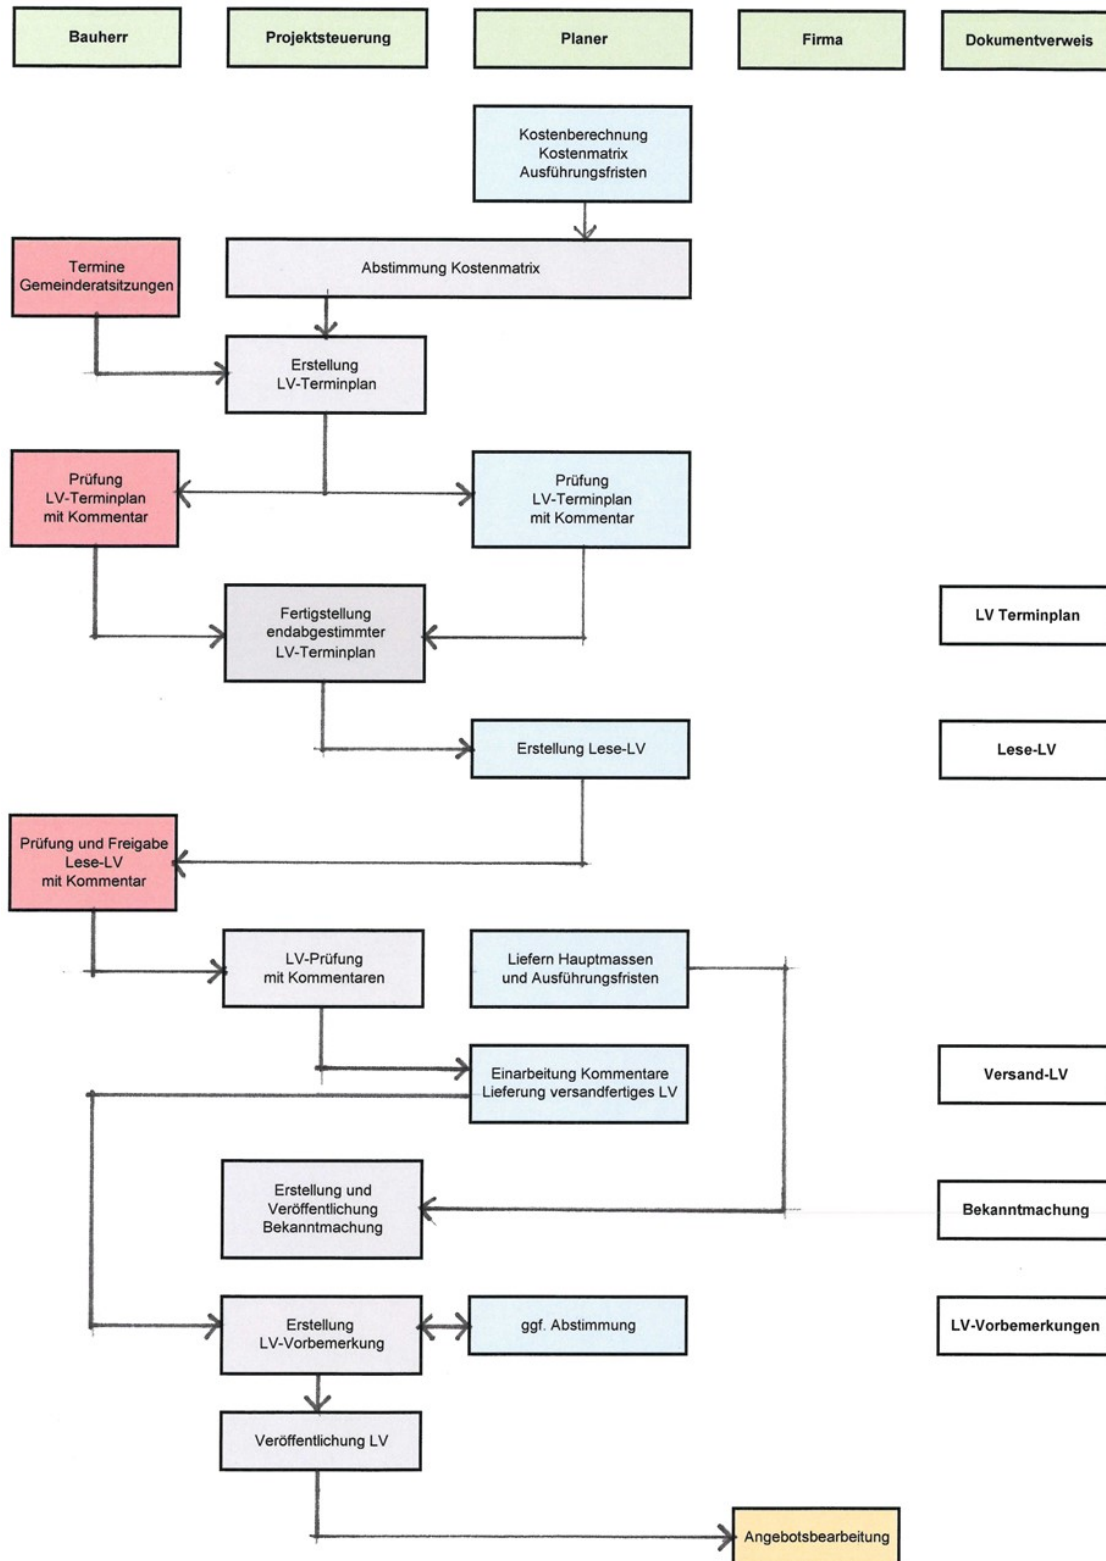 Bauherr
Projektsteuerung
Planer
Firma
Dokumentverweis
Kostenberechnung
Kostenmatrix
Ausführungsfristen
Termine
Gemeinderatsitzungen
Abstimmung Kostenmatrix
Erstellung
LV-Terminplan
Prüfung
LV-Terminplan
mit Kommentar
Prüfung
LV-Terminplan
mit Kommentar
Fertigstellung
endabgestimmter
LV-Terminplan
LV Terminplan
Erstellung Lese-LV
Lese-LV
Prüfung und Freigabe
Lese-LV
mit Kommentar
LV-Prüfung
mit Kommentaren
Liefern Hauptmassen
und Ausführungsfristen
Einarbeitung Kommentare
Lieferung versandfertiges LV
Versand-LV
Erstellung und
Veröffentlichung
Bekanntmachung
Bekanntmachung
Erstellung
LV-Vorbemerkung
ggf. Abstimmung
LV-Vorbemerkungen
Veröffentlichung LV
Angebotsbearbeitung